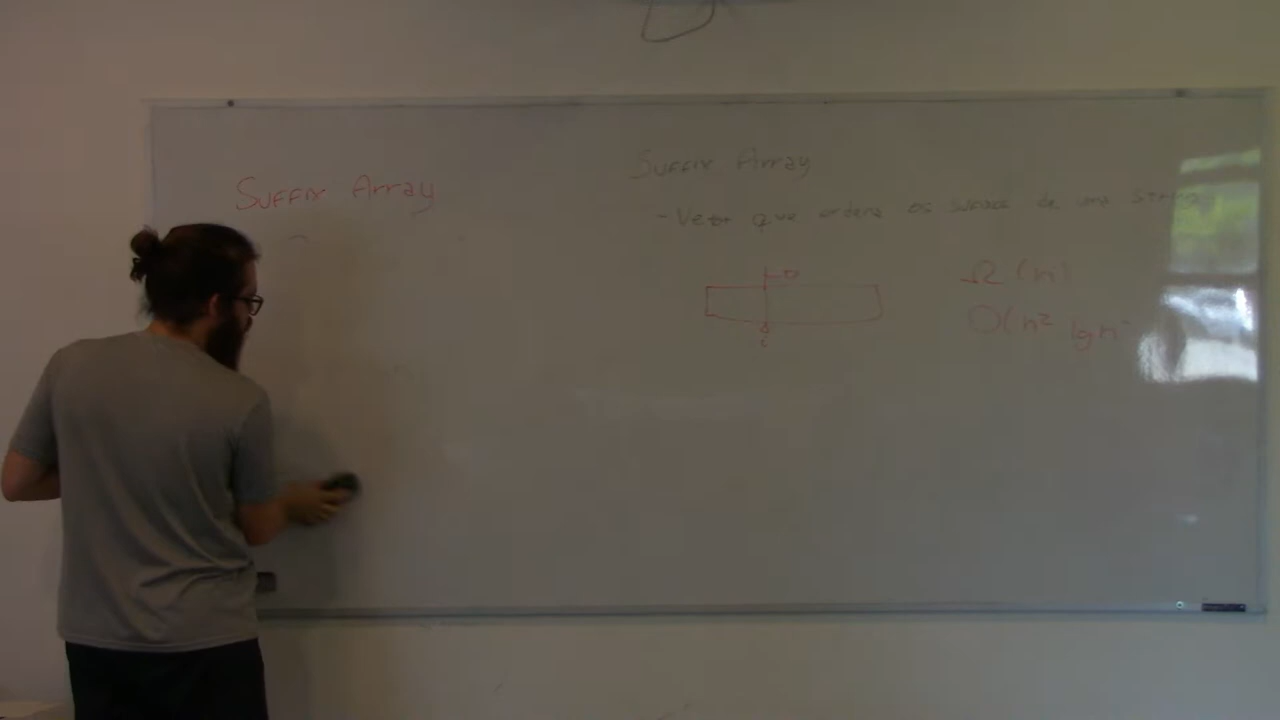 Suffix Array
Suffix Array
- Vetor que ordena os sufixos de uma string
Ω(n)
O(n² lg n)
i